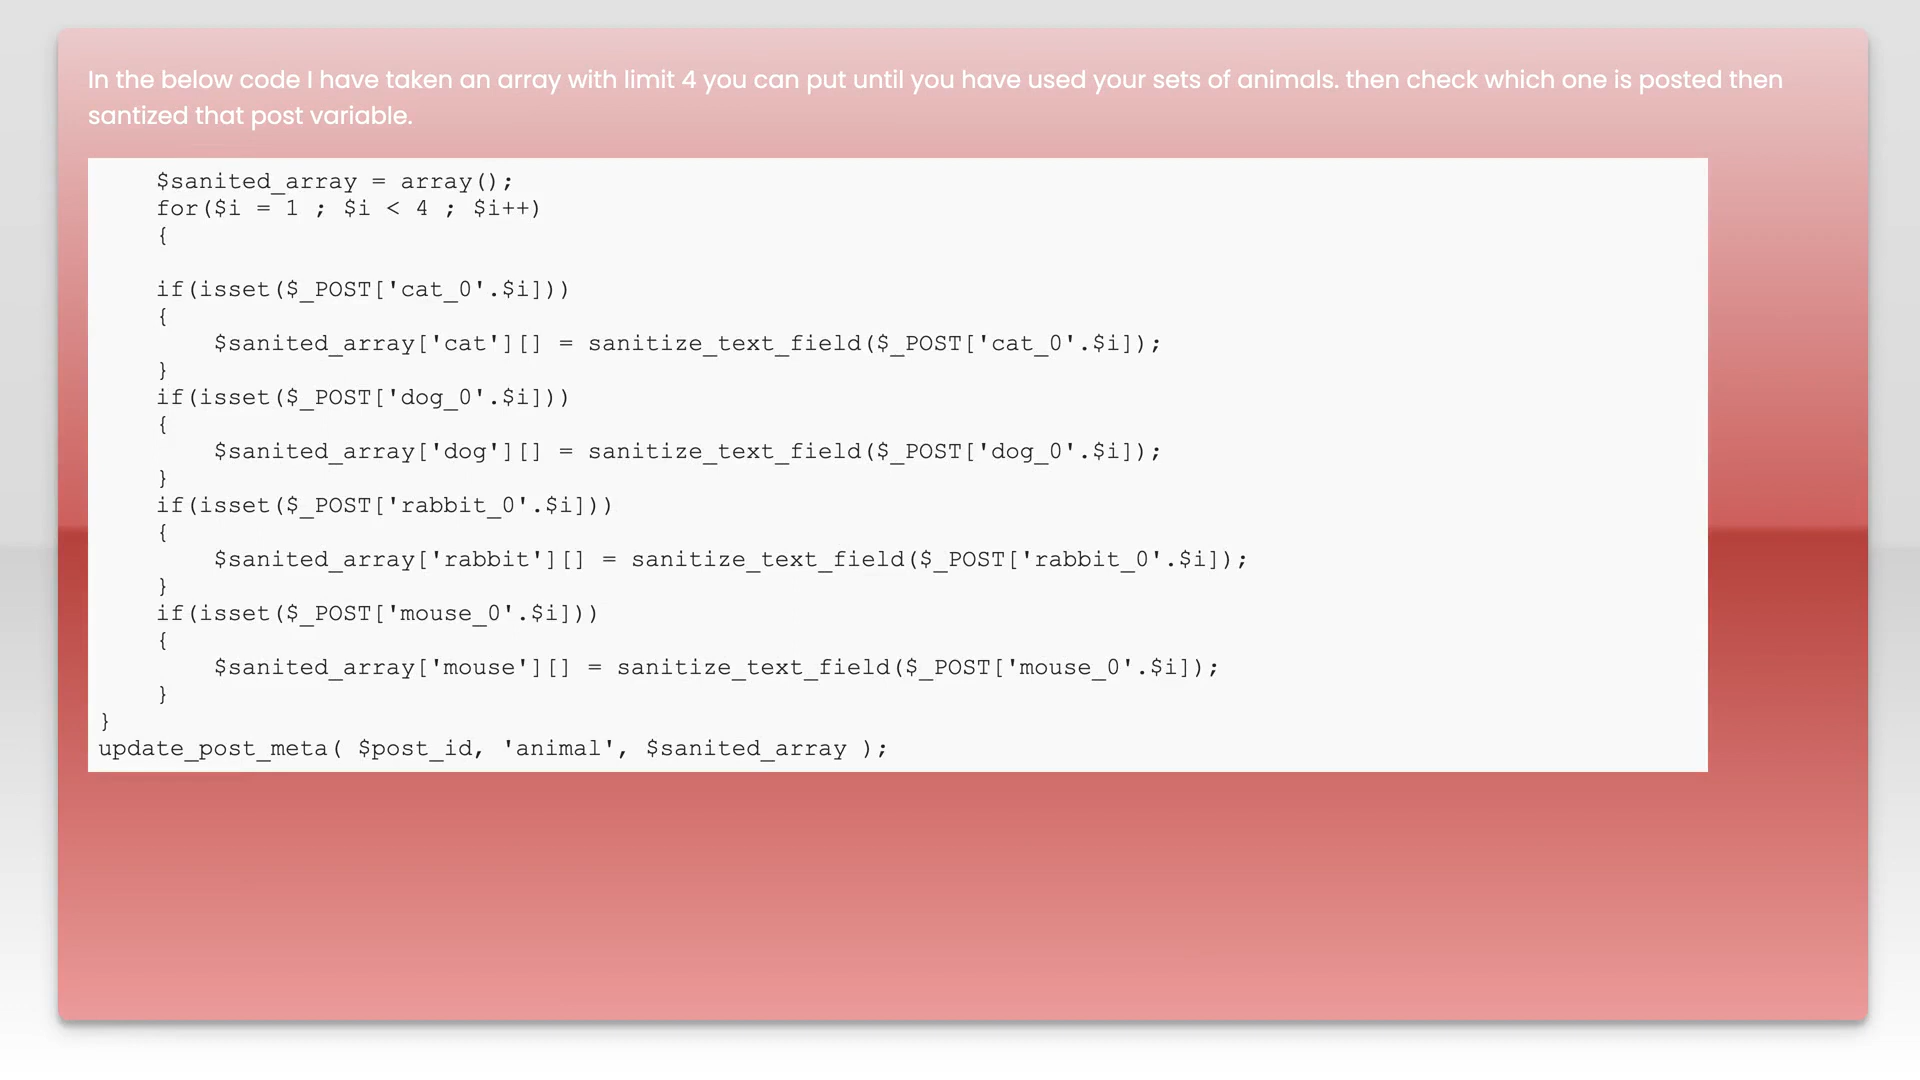 In the below code I have taken an array with limit 4 you can put until you have used your sets of animals. then check which one is posted then
santized that post variable.
$sanited_array = array();
for($i = 1 ; $i < 4 ; $i++)
{
if(isset($_POST['cat_0'.$i]))
{
$sanited_array['cat'][] = sanitize_text_field($_POST['cat_0'.$i]);
}
if(isset($_POST['dog_0'.$i]))
{
$sanited_array['dog'][] = sanitize_text_field($_POST['dog_0'.$i]);
}
if(isset($_POST['rabbit_0'.$i]))
{
$sanited_array['rabbit'][] = sanitize_text_field($_POST['rabbit_0'.$i]);
}
if(isset($_POST['mouse_0'.$i]))
{
$sanited_array['mouse'][] = sanitize_text_field($_POST['mouse_0'.$i]);
}
}
update_post_meta( $post_id, 'animal', $sanited_array );